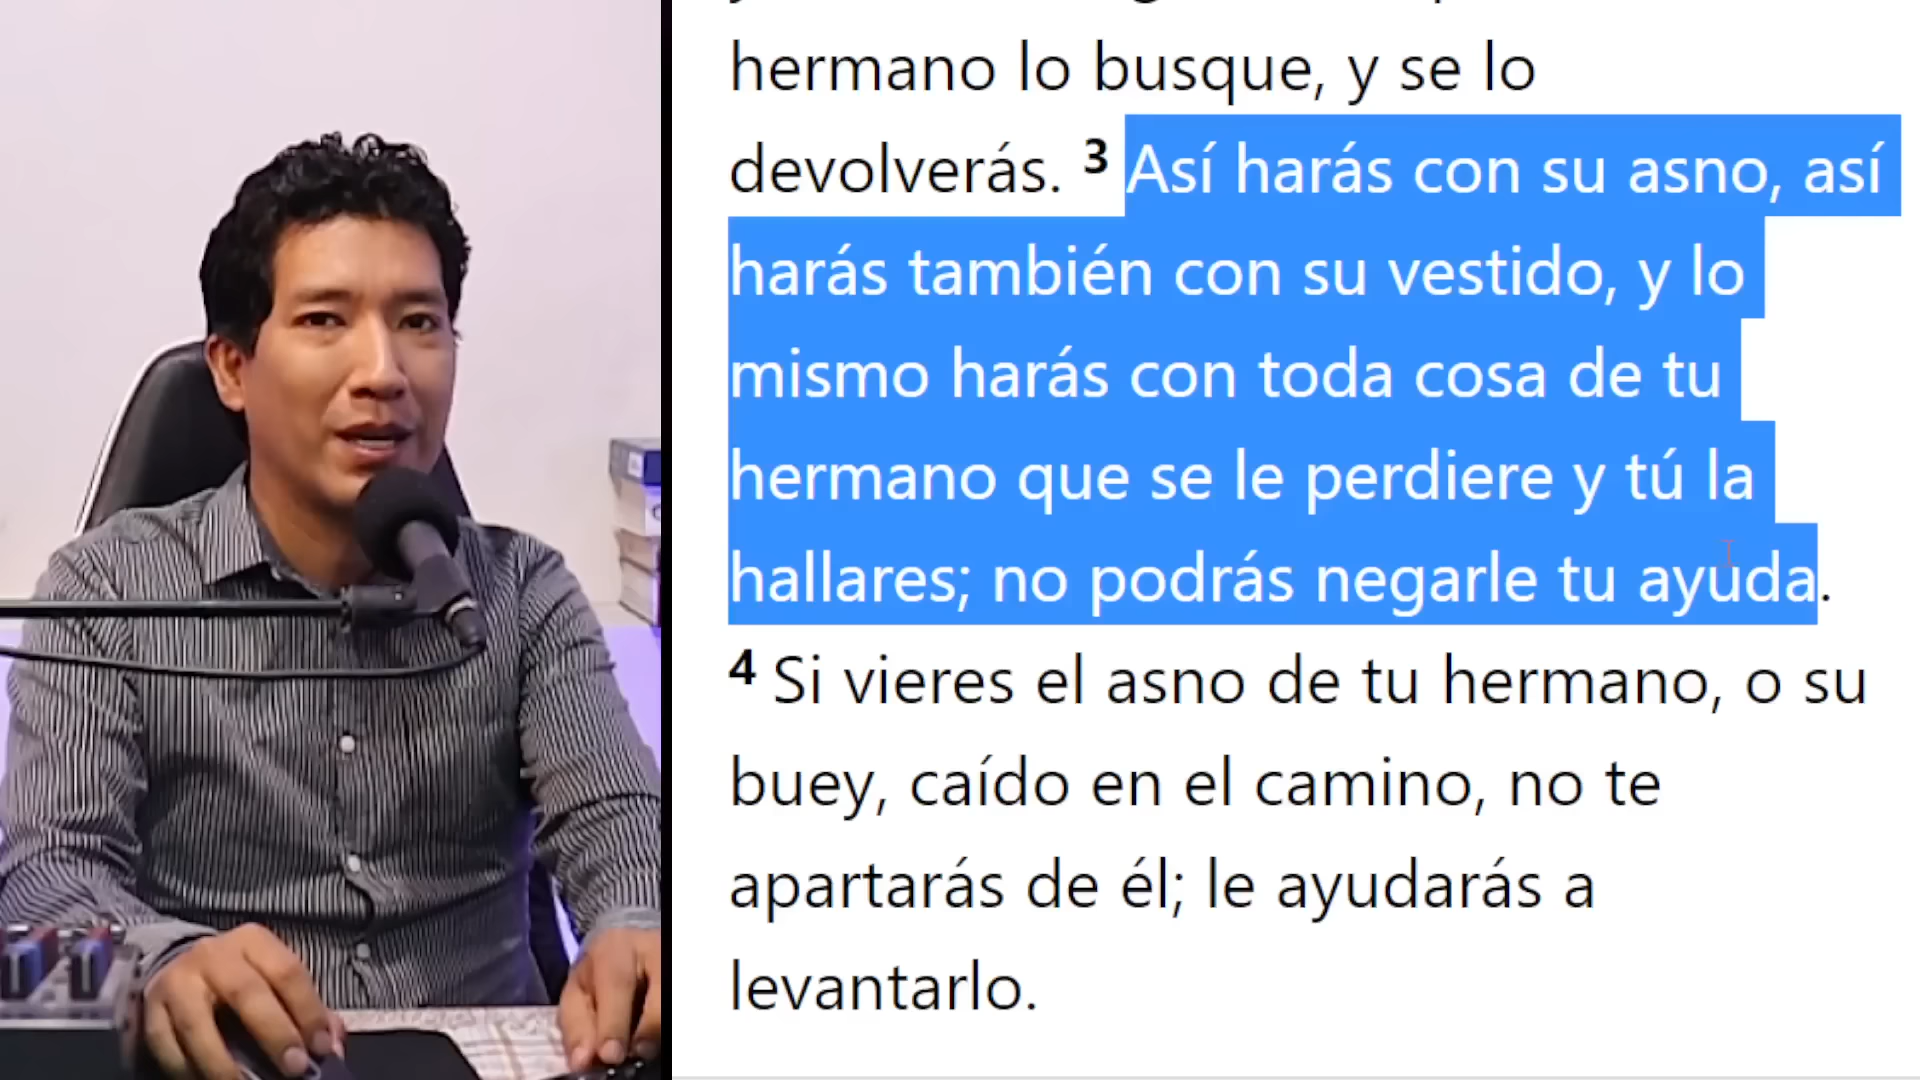 hermano lo busque, y se lo
devolverás. 3 Así harás con su asno, así
harás también con su vestido, y lo
mismo harás con toda cosa de tu
hermano que se le perdiere y tú la
hallares; no podrás negarle tu ayuda.
4 Si vieres el asno de tu hermano, o su
buey, caído en el camino, no te
apartarás de él; le ayudarás a
levantarlo.